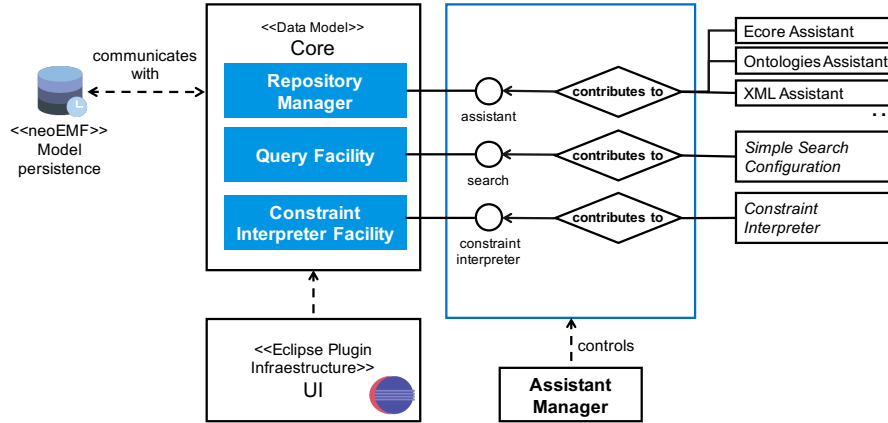 communicates
with
<<neoEMF>>
Model
persistence
<<Data Model>>
Core
Repository
Manager
Query Facility
Constraint
Interpreter Facility
<<Eclipse Plugin
Infraestructure>>
UI
assistant
search
constraint
interpreter
contributes to
contributes to
contributes to
Ecore Assistant
Ontologies Assistant
XML Assistant
...
Simple Search
Configuration
Constraint
Interpreter
controls
Assistant
Manager